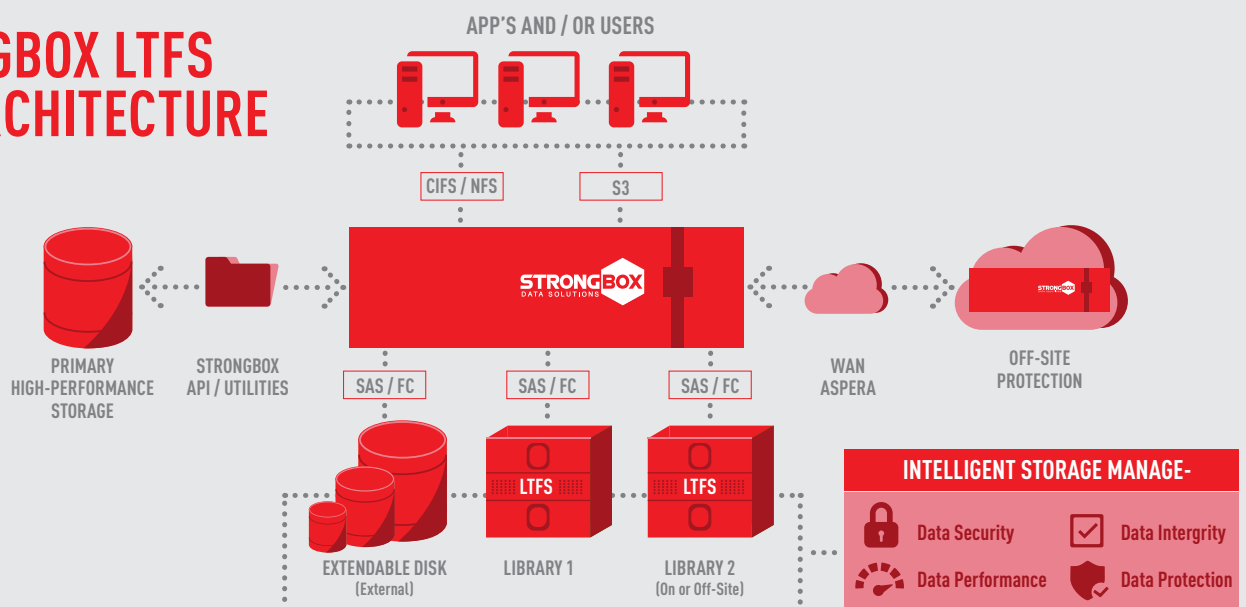 GBOX LTFS
RCHITECTURE
APP'S AND / OR USERS
CIFS / NFS
S3
STRONGBOX
DATA SOLUTIONS
STRONGBOX
PRIMARY
HIGH-PERFORMANCE
STORAGE
STRONGBOX
API / UTILITIES
WAN
ASPERA
OFF-SITE
PROTECTION
SAS / FC
SAS / FC
SAS / FC
LTFS
LTFS
EXTENDABLE DISK
(External)
LIBRARY 1
LIBRARY 2
(On or Off-Site)
INTELLIGENT STORAGE MANAGE-
Data Security
Data Intergrity
Data Performance
Data Protection